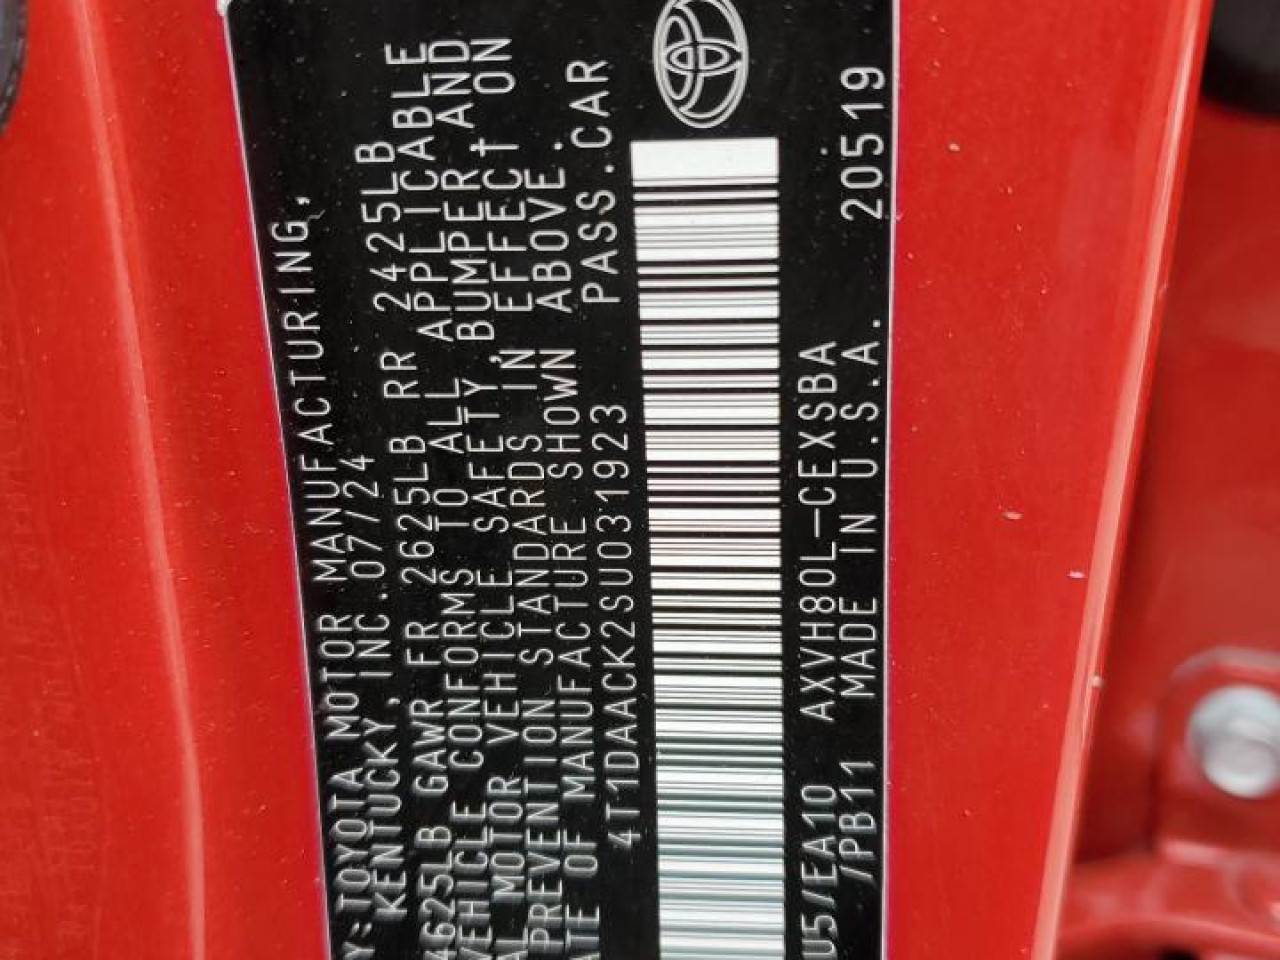 Y:TOYOTA MOTOR MANUFACTURING,
KENTUCKY, INC. 07/24
4625LB GAWR FR 2625LB RR 2425LB
VEHICLE CONFORMS TO ALL APPLICABLE
AL MOTOR VEHICLE SAFETY, BUMPER AND
PREVENTION STANDARDS IN EFFECT ON
ATE OF MANUFACTURE SHOWN ABOVE.
4T1DAACK2SU031923 PASS.CAR
U5/EA10 AXVH80L-CEXSBA
/PB11 MADE IN U.S.A. 20519